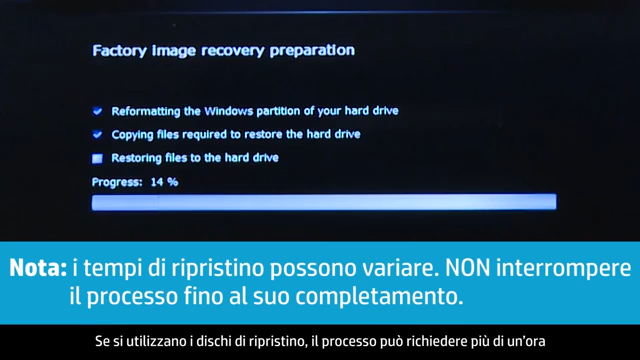 Factory image recovery preparation
Reformatting the Windows partition of your hard drive
Copying files required to restore the hard drive
Restoring files to the hard drive
Progress: 14 %
Nota: i tempi di ripristino possono variare. NON interrompere
il processo fino al suo completamento.
Se si utilizzano i dischi di ripristino, il processo può richiedere più di un'ora